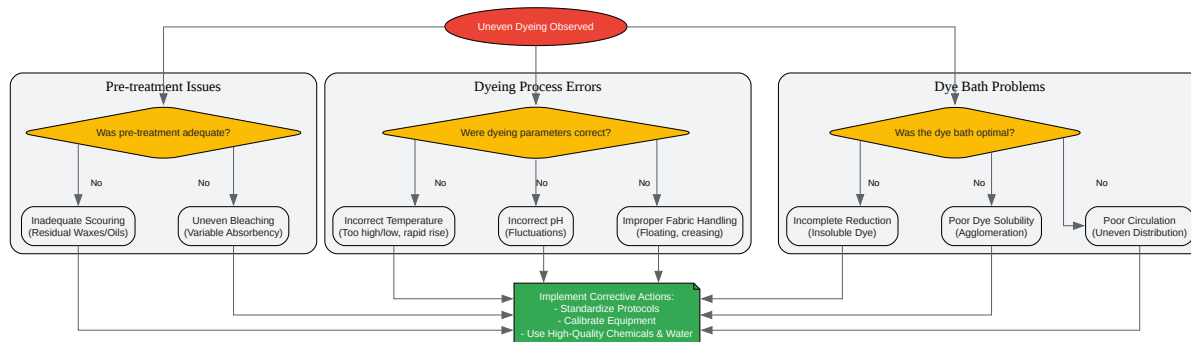 Uneven Dyeing Observed
Pre-treatment Issues
Dyeing Process Errors
Dye Bath Problems
Was pre-treatment adequate?
Were dyeing parameters correct?
Was the dye bath optimal?
No
No
No
No
No
No
No
No
Inadequate Scouring
(Residual Waxes/Oils)
Uneven Bleaching
(Variable Absorbency)
Incorrect Temperature
(Too high/low, rapid rise)
Incorrect pH
(Fluctuations)
Improper Fabric Handling
(Floating, creasing)
Incomplete Reduction
(Insoluble Dye)
Poor Dye Solubility
(Agglomeration)
Poor Circulation
(Uneven Distribution)
Implement Corrective Actions:
- Standardize Protocols
- Calibrate Equipment
- Use High-Quality Chemicals & Water